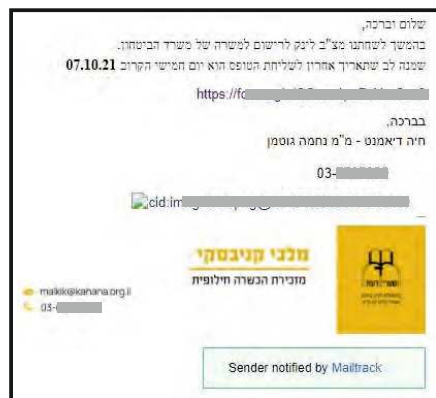 שלום וברכה,
בהמשך לשחתנו מצ"ב לינק לרישום למשרה של משרד הביטחון.
שמנה לב שתאריך אחרון לשליחת הטופס הוא יום חמישי הקרוב 07.10.21
https://fo
בברכה,
חיה דיאמנט - מ"מ נחמה גוטמן
03-
cid:im
מלכי קניבסקי
מזכירת הכשרה חילופית
malkik@kahana.org.il
03-
Sender notified by Mailtrack